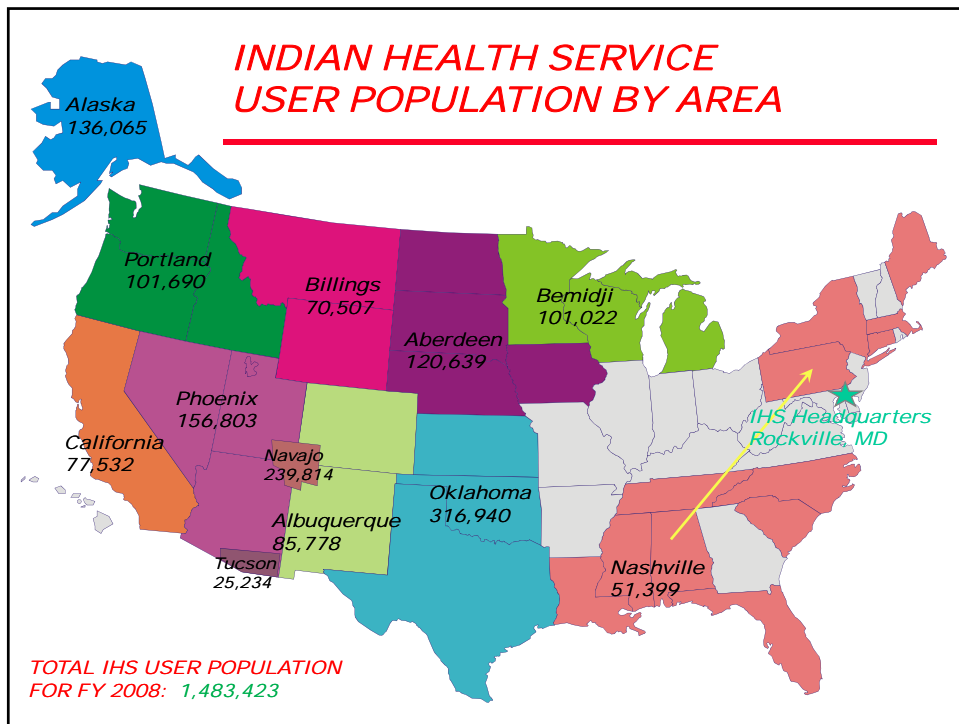 INDIAN HEALTH SERVICE
USER POPULATION BY AREA
Alaska
136,065
Portland
101,690
Billings
70,507
Bemidji
101,022
Aberdeen
120,639
Phoenix
156,803
IHS Headquarters
Rockville, MD
California
77,532
Navajo
239,814
Oklahoma
316,940
Albuquerque
85,778
Tucson
25,234
Nashville
51,399
TOTAL IHS USER POPULATION
FOR FY 2008: 1,483,423